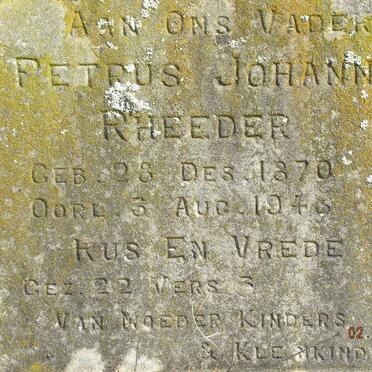 AAN ONS VADER
PETRUS JOHANN
RHEEDER
GEB. 28 DES. 1870
OORL. 3 AUG. 1946
RUS EN VREDE
GEZ. 22 VERS 3
VAN MOEDER KINDERS
& KLEINKIND
02.